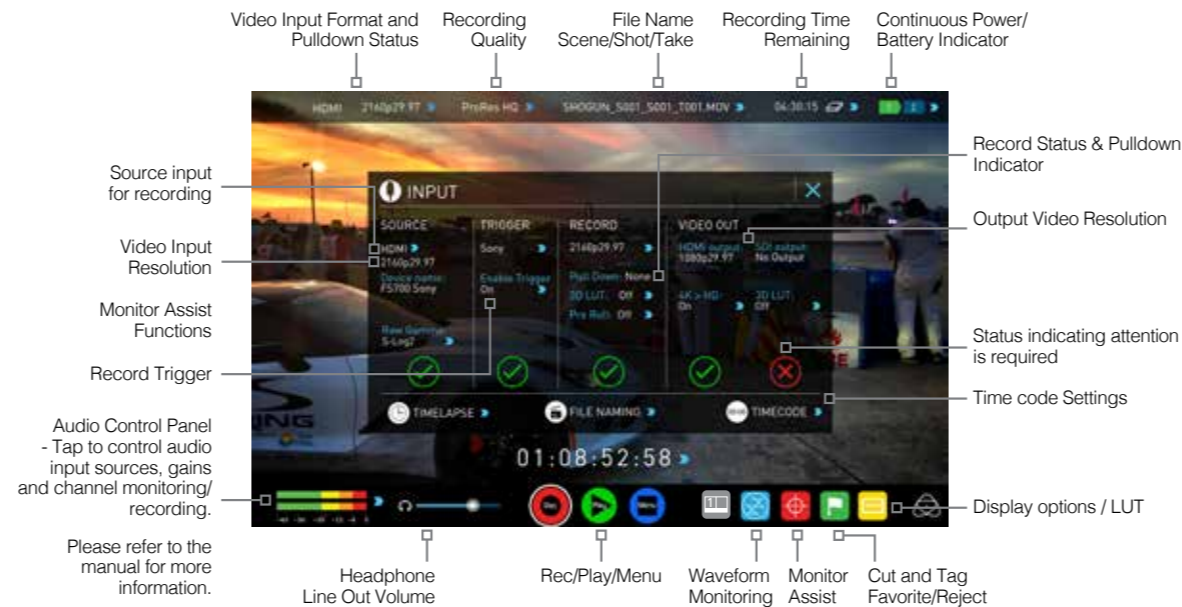 Video Input Format and
Pulldown Status
Recording
Quality
File Name
Scene/Shot/Take
Recording Time
Remaining
Continuous Power/
Battery Indicator
HDMI 2160p29.97 ProRes HQ SHOGUN_S001_S001_T001.MOV 06:30:15 1 2
Source input
for recording
Video Input
Resolution
Monitor Assist
Functions
Record Trigger
Audio Control Panel
- Tap to control audio
input sources, gains
and channel monitoring/
recording.
Please refer to the
manual for more
information.
INPUT
SOURCE
HDMI
2160p29.97
Device name:
FS700 Sony
Raw Gamma:
S-Log2
TRIGGER
Sony
Enable Trigger
On
RECORD
2160p29.97
Pull Down: None
3D LUT: Off
Pre Roll: Off
VIDEO OUT
HDMI output:
1080p29.97
4K > HD:
On
SDI output:
No Output
3D LUT:
Off
TIMELAPSE
FILE NAMING
TIMECODE
01:08:52:58
Rec
Play
Menu
Record Status & Pulldown
Indicator
Output Video Resolution
Status indicating attention
is required
Time code Settings
Display options / LUT
Headphone
Line Out Volume
Rec/Play/Menu
Waveform
Monitoring
Monitor
Assist
Cut and Tag
Favorite/Reject